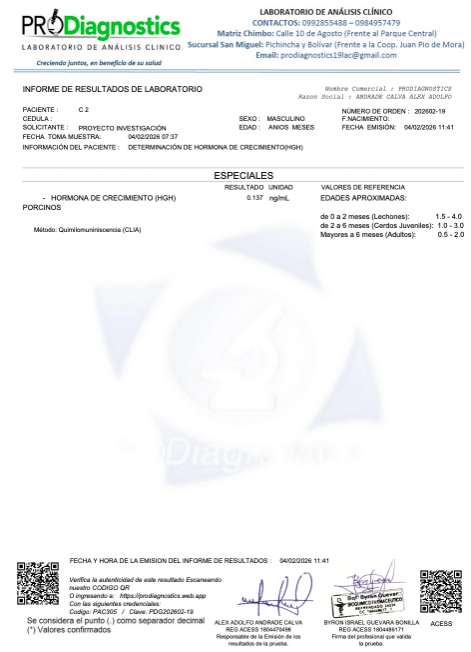 PRODiagnostics
LABORATORIO DE ANÁLISIS CLÍNICO
Creciendo juntos, en beneficio de su salud
LABORATORIO DE ANÁLISIS CLÍNICO
CONTACTOS: 0992855488 – 0984957479
Matriz Chimbo: Calle 10 de Agosto (Frente al Parque Central)
Sucursal San Miguel: Pichincha y Bolívar (Frente a la Coop. Juan Pio de Mora)
Email: prodiagnostics19lac@gmail.com
INFORME DE RESULTADOS DE LABORATORIO
Nombre Comercial : PRODIAGNOSTICS
Razon Social : ANDRADE CALVA ALEX ADOLFO
PACIENTE : C 2 NÚMERO DE ORDEN : 202602-19
CEDULA : SEXO : MASCULINO F.NACIMIENTO:
SOLICITANTE : PROYECTO INVESTIGACIÓN EDAD : ANIOS MESES FECHA EMISIÓN: 04/02/2026 11:41
FECHA TOMA MUESTRA: 04/02/2026 07:37
INFORMACIÓN DEL PACIENTE : DETERMINACIÓN DE HORMONA DE CRECIMIENTO(HGH)
ESPECIALES
RESULTADO UNIDAD VALORES DE REFERENCIA
- HORMONA DE CRECIMIENTO (HGH) 0.137 ng/mL EDADES APROXIMADAS:
PORCINOS
de 0 a 2 meses (Lechones): 1.5 - 4.0
de 2 a 6 meses (Cerdos Juveniles): 1.0 - 3.0
Mayores a 6 meses (Adultos): 0.5 - 2.0
Método: Quimilomuniniscencia (CLIA)
ProDiagnostics
FECHA Y HORA DE LA EMISION DEL INFORME DE RESULTADOS : 04/02/2026 11:41
Verifica la autenticidad de este resultado Escaneando
nuestro CODIGO QR
O ingresando a: https://prodiagnostics.web.app
Con las siguientes credenciales:
Codigo: PAC305 / Clave: PDG202602-19
Se considera el punto (.) como separador decimal
(*) Valores confirmados
ALEX ADOLFO ANDRADE CALVA
REG ACESS 1804470498
Responsable de la Emisión de los
resultados de la prueba.
BYRON ISRAEL GUEVARA BONILLA
REG ACESS 1804486171
Firma del profesional que valida
la prueba.
ACESS